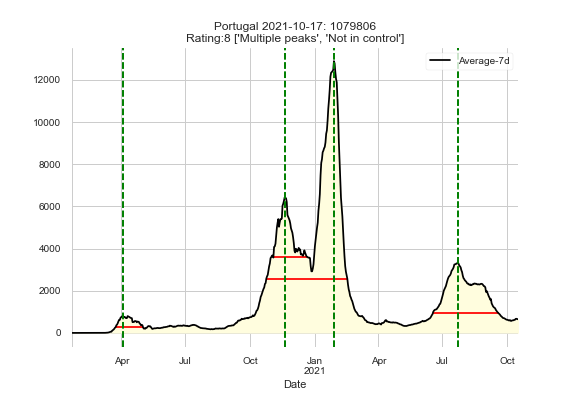 Portugal 2021-10-17: 1079806
Rating:8 ['Multiple peaks', 'Not in control']
Average-7d
12000
10000
8000
6000
4000
2000
0
Apr Jul Oct Jan Apr Jul Oct
2021
Date